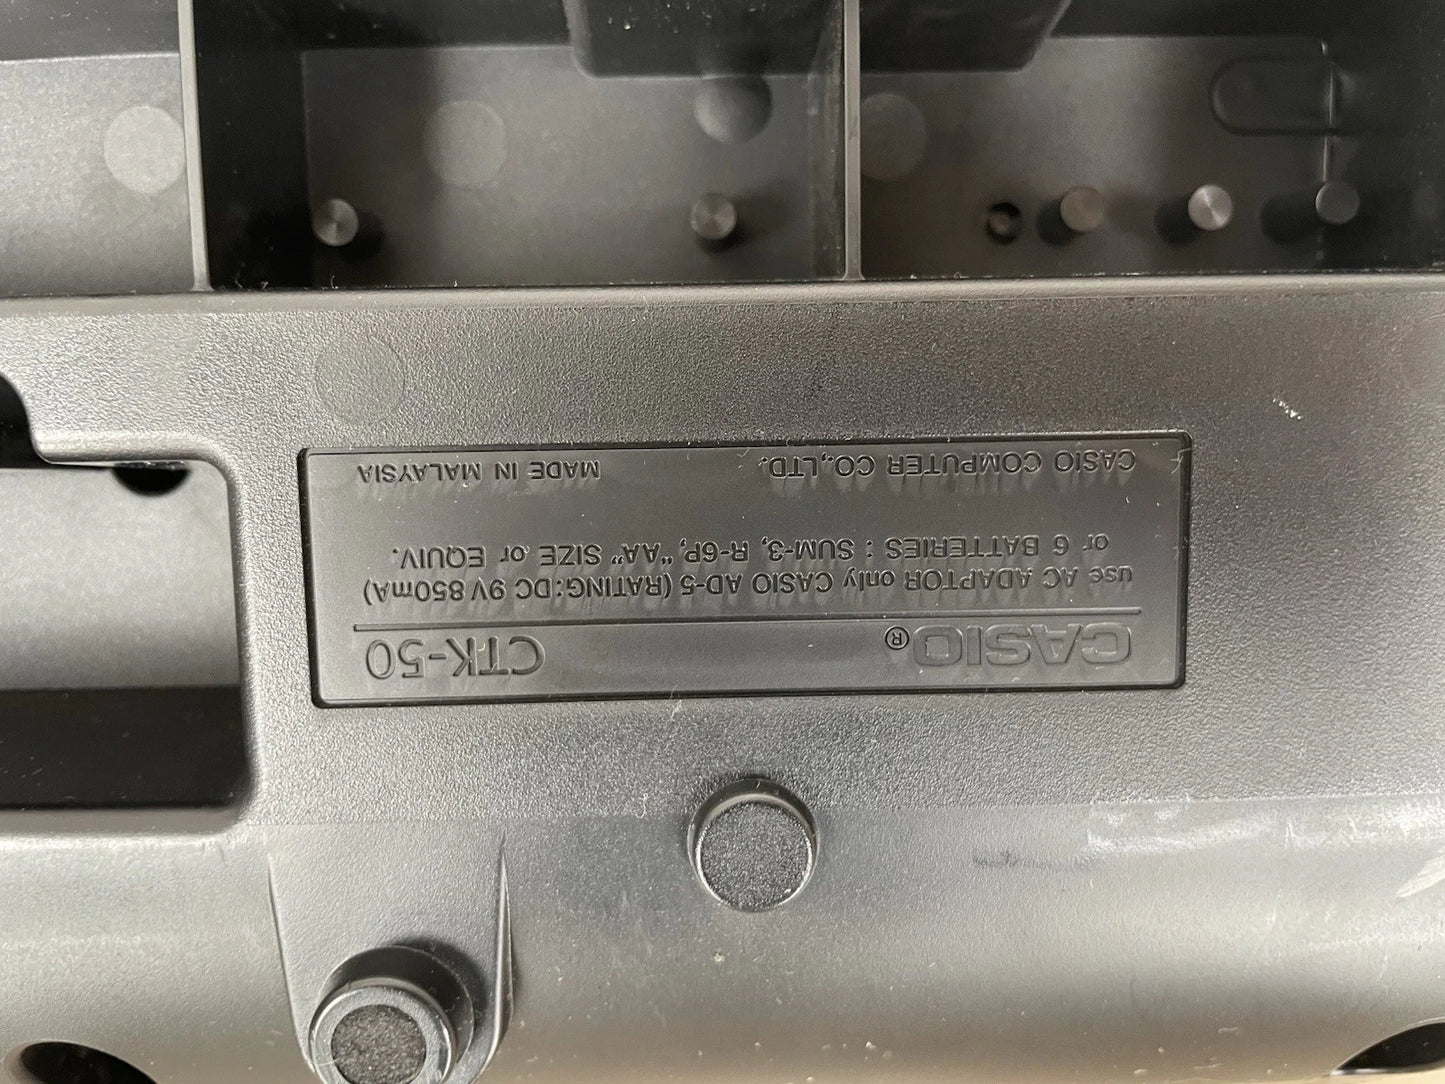 CASIO® CTK-50
use AC ADAPTOR only CASIO AD-5 (RATING:DC 9V 850mA)
or 6 BATTERIES : SUM-3, R-6P, "AA" SIZE or EQUIV.
CASIO COMPUTER CO.,LTD. MADE IN MALAYSIA